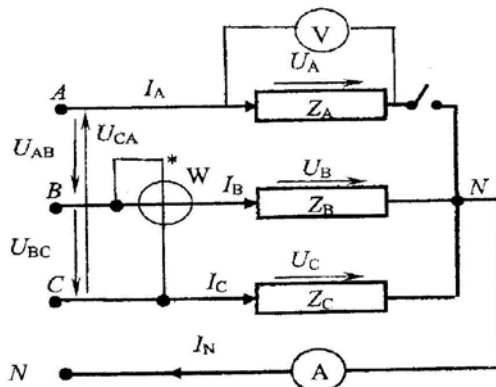 V
U_A
A I_A Z_A
U_AB U_CA
* W
B I_B U_B Z_B N
U_BC
C I_C U_C Z_C
I_N
N A